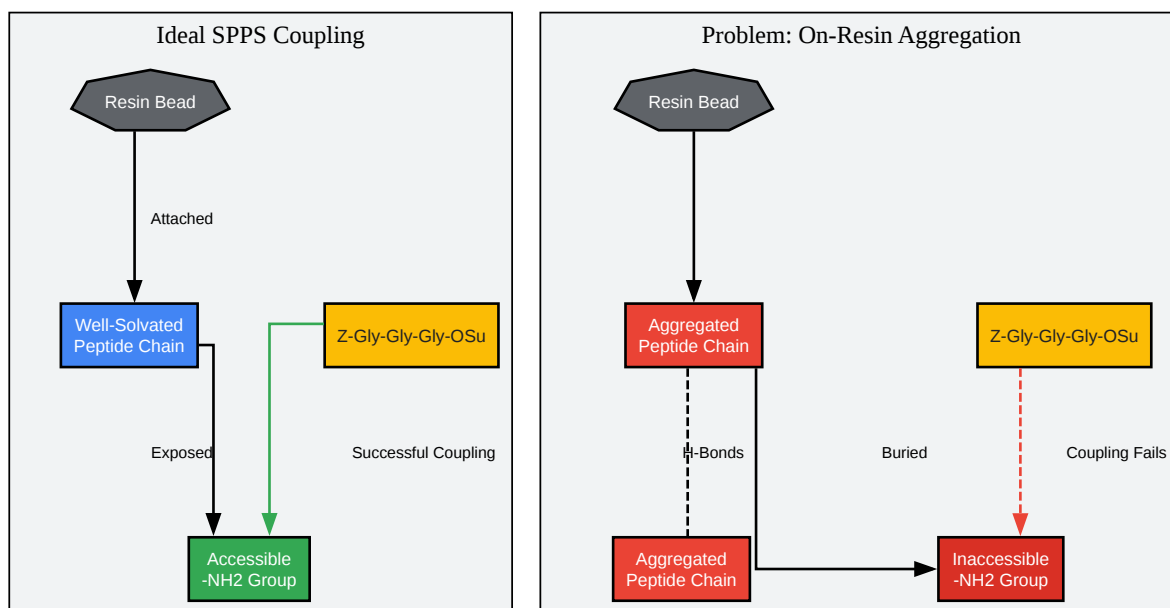 Ideal SPPS Coupling
Resin Bead
Attached
Well-Solvated
Peptide Chain
Z-Gly-Gly-Gly-OSu
Exposed
Successful Coupling
Accessible
-NH2 Group
Problem: On-Resin Aggregation
Resin Bead
Aggregated
Peptide Chain
Z-Gly-Gly-Gly-OSu
H-Bonds
Buried
Coupling Fails
Aggregated
Peptide Chain
Inaccessible
-NH2 Group